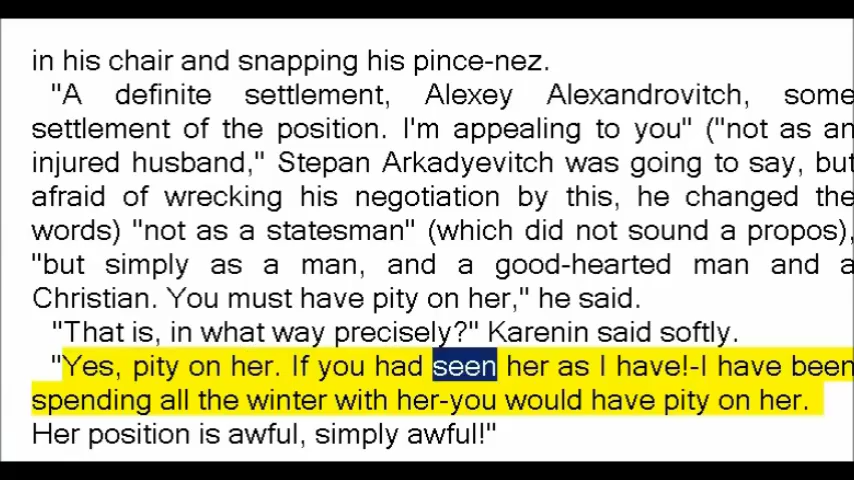 in his chair and snapping his pince-nez.
"A definite settlement, Alexey Alexandrovitch, some
settlement of the position. I'm appealing to you" ("not as an
injured husband," Stepan Arkadyevitch was going to say, but
afraid of wrecking his negotiation by this, he changed the
words) "not as a statesman" (which did not sound a propos),
"but simply as a man, and a good-hearted man and a
Christian. You must have pity on her," he said.
"That is, in what way precisely?" Karenin said softly.
"Yes, pity on her. If you had seen her as I have!-I have been
spending all the winter with her-you would have pity on her.
Her position is awful, simply awful!"